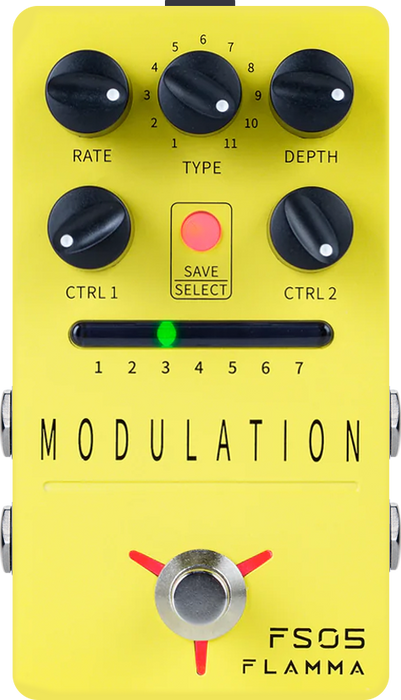 5 6 7
4 8
3 9
2 10
1 11
RATE TYPE DEPTH
SAVE
SELECT
CTRL 1 CTRL 2
1 2 3 4 5 6 7
MODULATION
FS05
FLAMMA